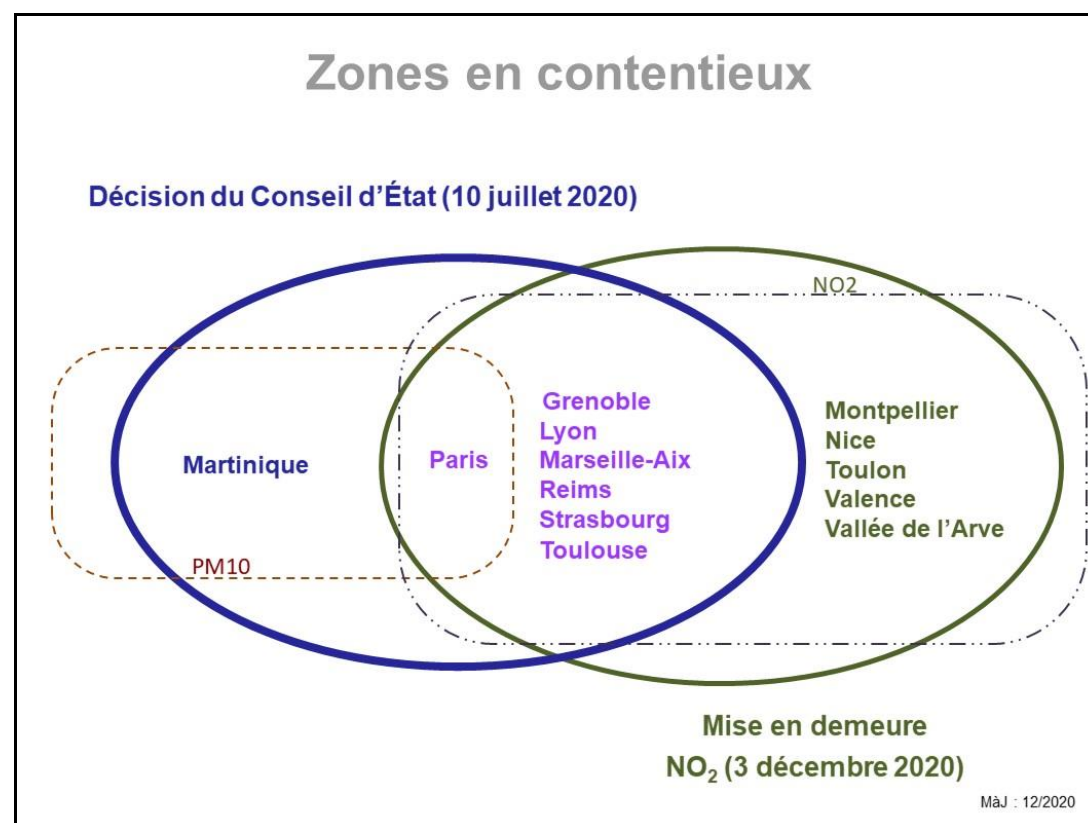 Zones en contentieux
Décision du Conseil d'État (10 juillet 2020)
NO2
Martinique
Paris
Grenoble
Lyon
Marseille-Aix
Reims
Strasbourg
Toulouse
Montpellier
Nice
Toulon
Valence
Vallée de l'Arve
PM10
Mise en demeure
NO₂ (3 décembre 2020)
MàJ : 12/2020